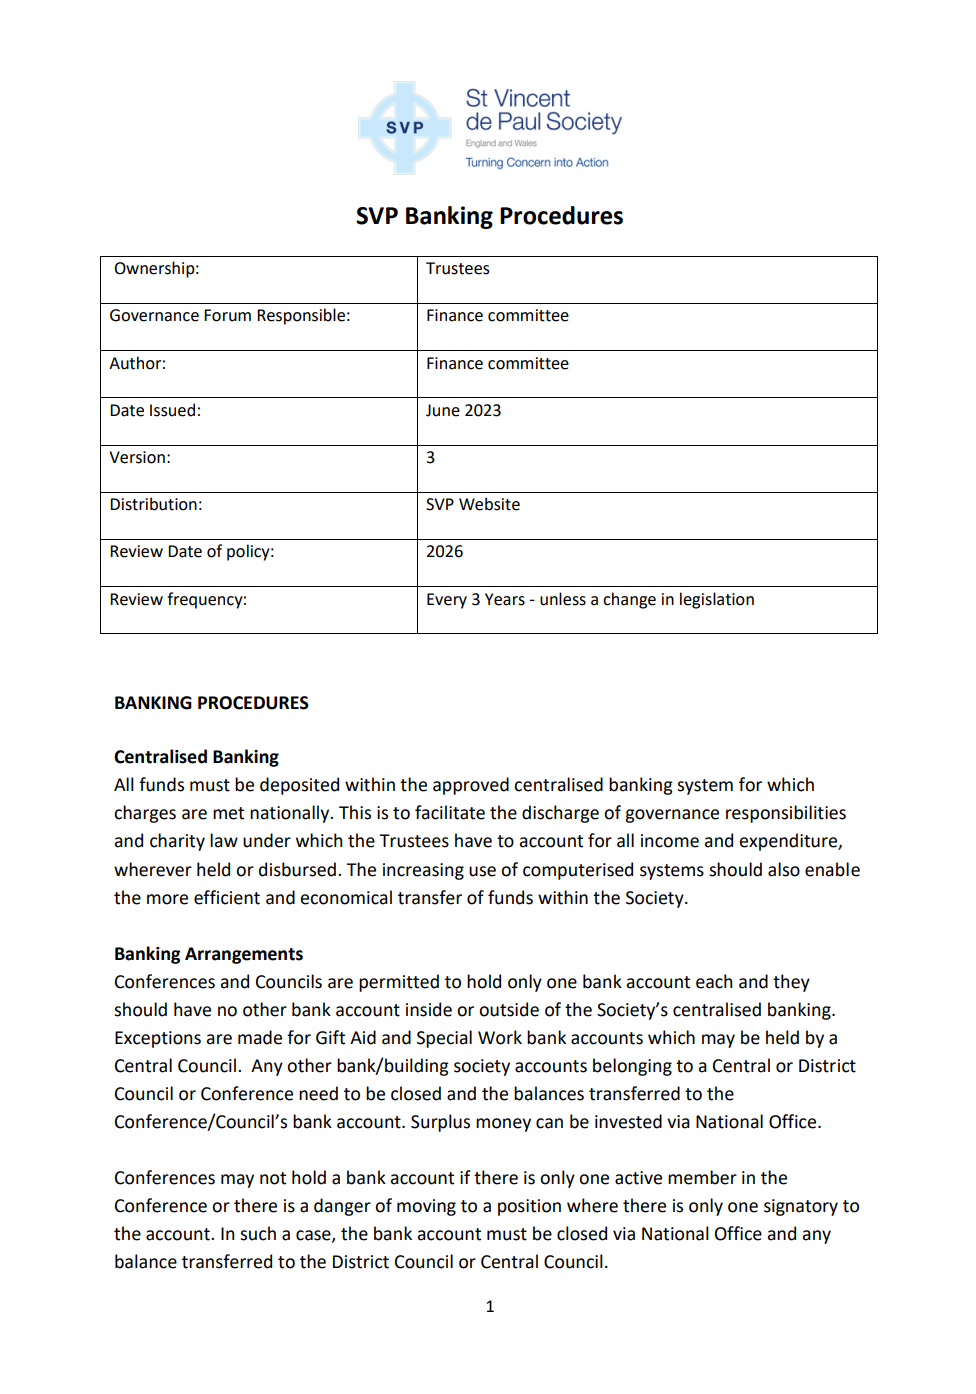 SVP
St Vincent
de Paul Society
England and Wales
Turning Concern into Action
SVP Banking Procedures
Ownership: Trustees
Governance Forum Responsible: Finance committee
Author: Finance committee
Date Issued: June 2023
Version: 3
Distribution: SVP Website
Review Date of policy: 2026
Review frequency: Every 3 Years - unless a change in legislation
BANKING PROCEDURES
Centralised Banking
All funds must be deposited within the approved centralised banking system for which
charges are met nationally. This is to facilitate the discharge of governance responsibilities
and charity law under which the Trustees have to account for all income and expenditure,
wherever held or disbursed. The increasing use of computerised systems should also enable
the more efficient and economical transfer of funds within the Society.
Banking Arrangements
Conferences and Councils are permitted to hold only one bank account each and they
should have no other bank account inside or outside of the Society’s centralised banking.
Exceptions are made for Gift Aid and Special Work bank accounts which may be held by a
Central Council.  Any other bank/building society accounts belonging to a Central or District
Council or Conference need to be closed and the balances transferred to the
Conference/Council’s bank account. Surplus money can be invested via National Office.
Conferences may not hold a bank account if there is only one active member in the
Conference or there is a danger of moving to a position where there is only one signatory to
the account. In such a case, the bank account must be closed via National Office and any
balance transferred to the District Council or Central Council.
1